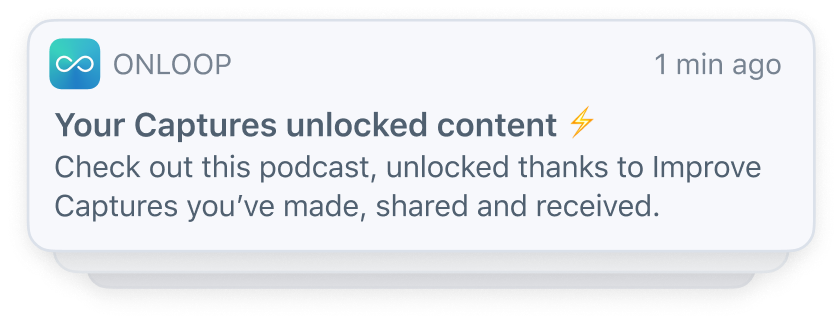 ONLOOP
1 min ago
Your Captures unlocked content ⚡
Check out this podcast, unlocked thanks to Improve
Captures you’ve made, shared and received.